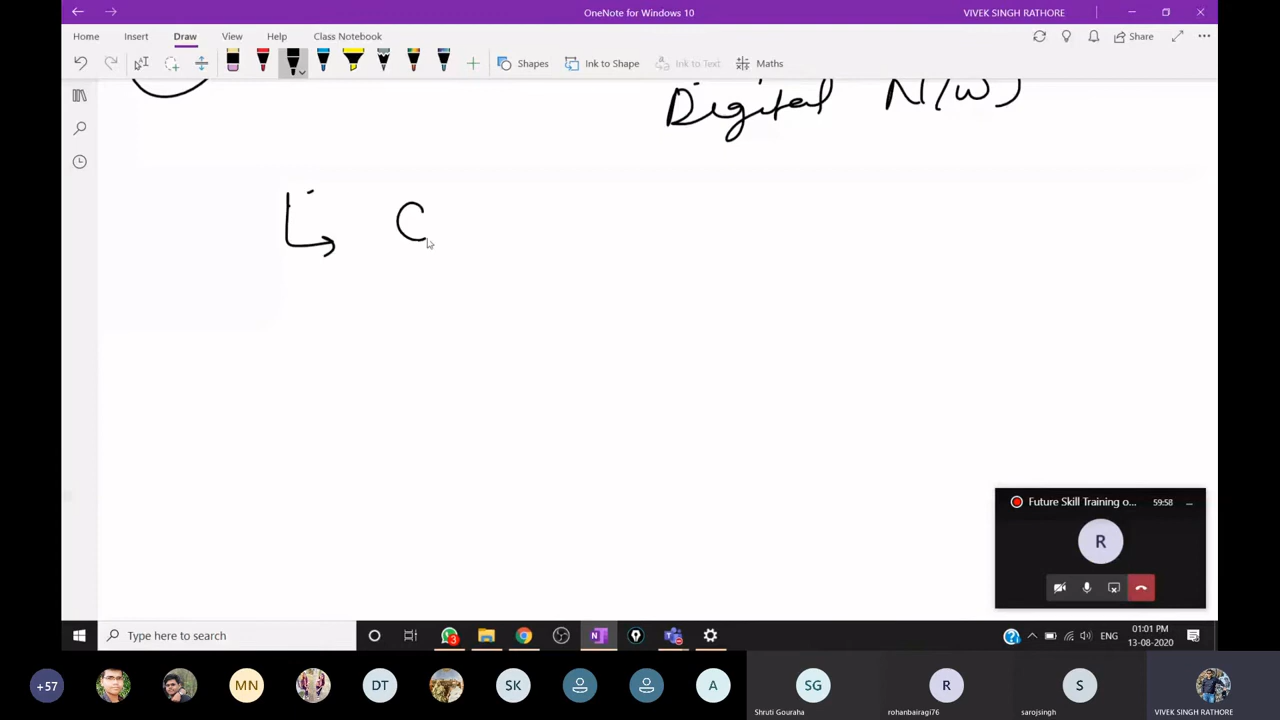 OneNote for Windows 10
VIVEK SINGH RATHORE
Home Insert Draw View Help Class Notebook
Share
Shapes Ink to Shape Ink to Text Maths
Digital N/W)
C
Future Skill Training o... 59:58
R
Type here to search
3
ENG
01:01 PM
13-08-2020
+57 MN DT SK A SG R S
Shruti Gouraha rohanbairagi76 sarojsingh VIVEK SINGH RATHORE